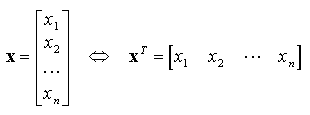 𝐱 = [x₁ x₂ ⋯ xₙ] ⇔ 𝐱ᵀ = [x₁ x₂ ⋯ xₙ]